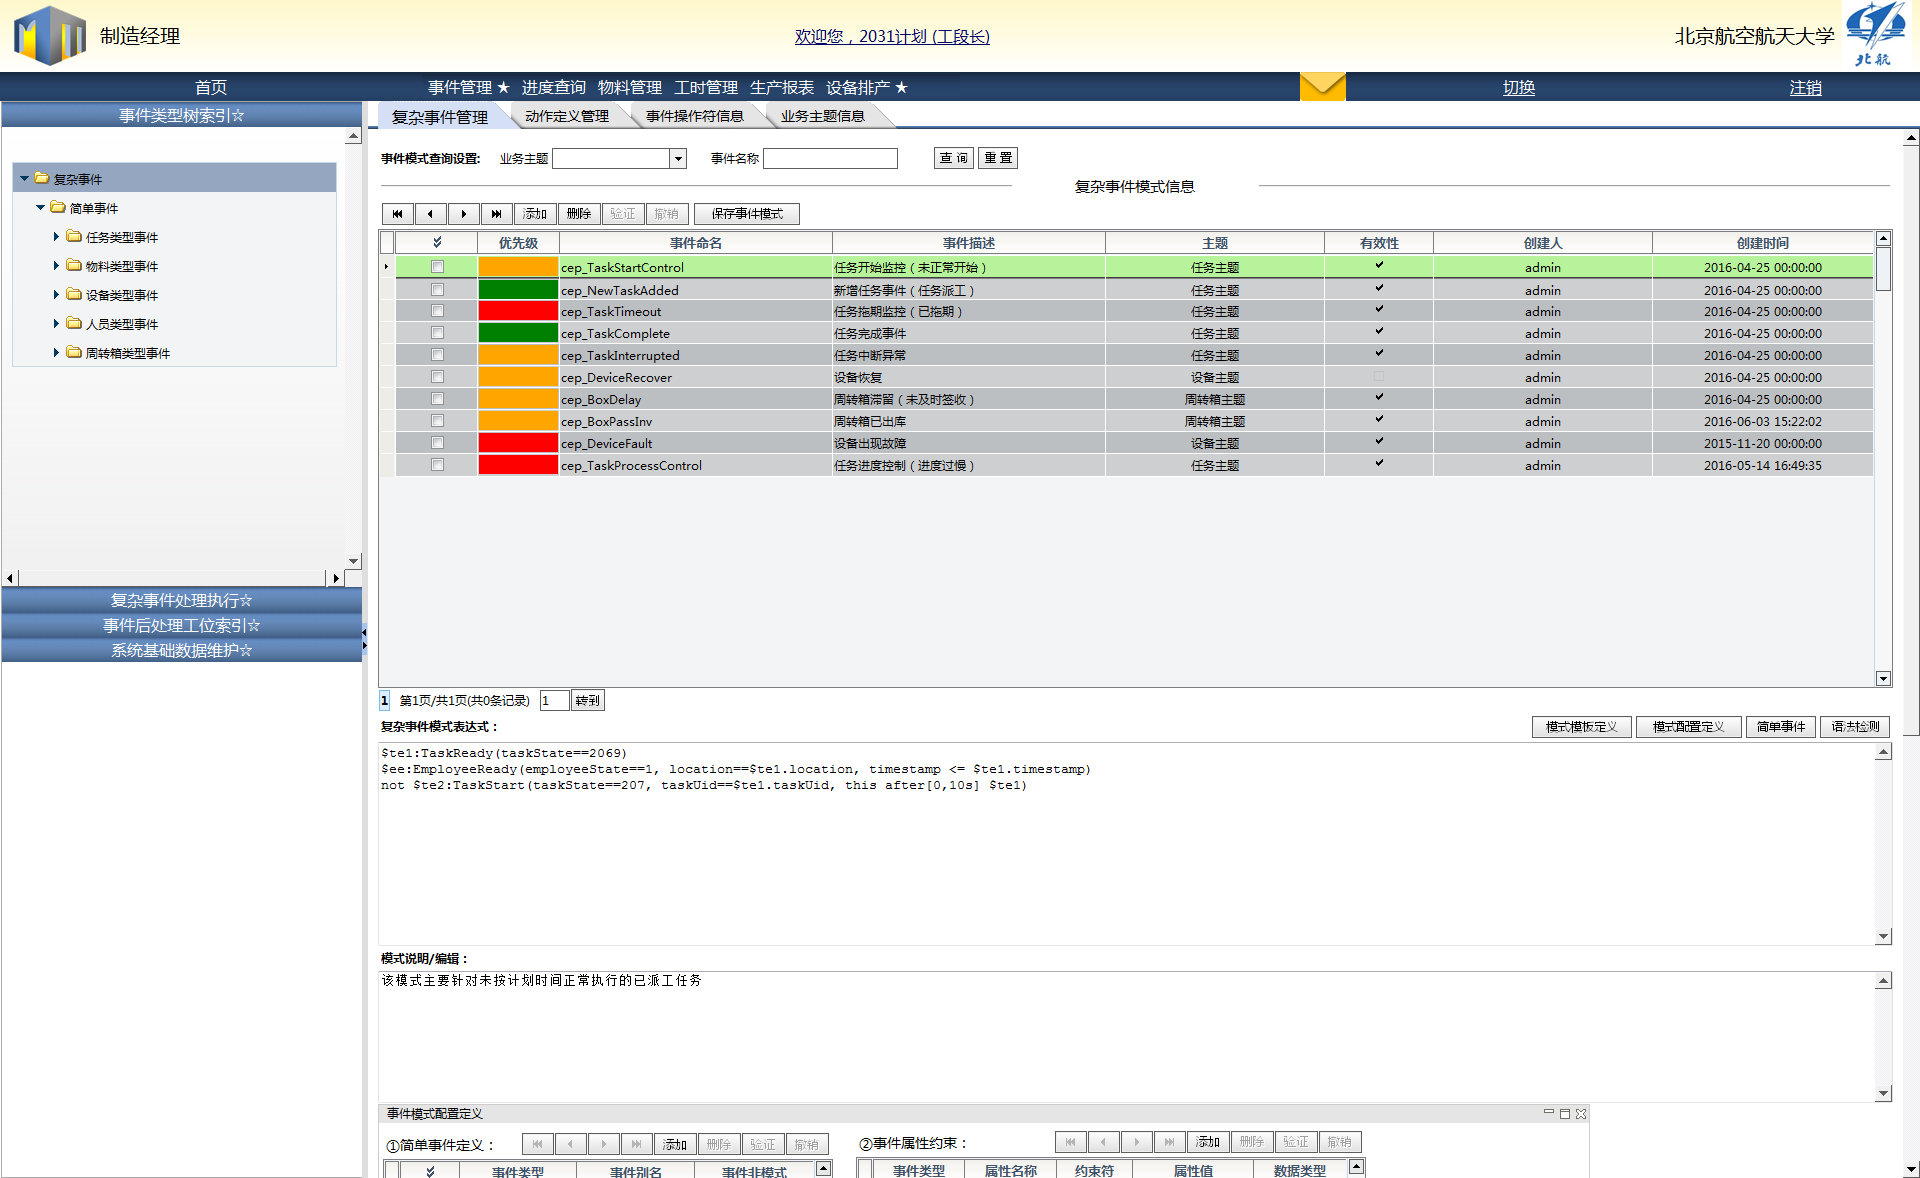 制造经理
欢迎您，2031计划 (工段长)
北京航空航天大学
北航
首页 事件管理 ★ 进度查询 物料管理 工时管理 生产报表 设备排产 ★ 切换 注销
事件类型树索引☆
复杂事件
简单事件
任务类型事件
物料类型事件
设备类型事件
人员类型事件
周转箱类型事件
复杂事件处理执行☆
事件后处理工位索引☆
系统基础数据维护☆
复杂事件管理 动作定义管理 事件操作符信息 业务主题信息
事件模式查询设置: 业务主题 事件名称 查 询 重 置
复杂事件模式信息
添加 删除 验证 撤销 保存事件模式
优先级 事件命名 事件描述 主题 有效性 创建人 创建时间
cep_TaskStartControl 任务开始监控（未正常开始） 任务主题 ✔ admin 2016-04-25 00:00:00
cep_NewTaskAdded 新增任务事件（任务派工） 任务主题 ✔ admin 2016-04-25 00:00:00
cep_TaskTimeout 任务拖期监控（已拖期） 任务主题 ✔ admin 2016-04-25 00:00:00
cep_TaskComplete 任务完成事件 任务主题 ✔ admin 2016-04-25 00:00:00
cep_TaskInterrupted 任务中断异常 任务主题 ✔ admin 2016-04-25 00:00:00
cep_DeviceRecover 设备恢复 设备主题 admin 2016-04-25 00:00:00
cep_BoxDelay 周转箱滞留（未及时签收） 周转箱主题 ✔ admin 2016-04-25 00:00:00
cep_BoxPassInv 周转箱已出库 周转箱主题 ✔ admin 2016-06-03 15:22:02
cep_DeviceFault 设备出现故障 设备主题 ✔ admin 2015-11-20 00:00:00
cep_TaskProcessControl 任务进度控制（进度过慢） 任务主题 ✔ admin 2016-05-14 16:49:35
1 第1页/共1页(共0条记录) 1 转到
复杂事件模式表达式： 模式模板定义 模式配置定义 简单事件 语法检测
$te1:TaskReady(taskState==2069)
$ee:EmployeeReady(employeeState==1, location==$te1.location, timestamp <= $te1.timestamp)
not $te2:TaskStart(taskState==207, taskUid==$te1.taskUid, this after[0,10s] $te1)
模式说明/编辑：
该模式主要针对未按计划时间正常执行的已派工任务
事件模式配置定义
①简单事件定义： 添加 删除 验证 撤销 ②事件属性约束： 添加 删除 验证 撤销
事件类型 事件别名 事件非模式 事件类型 属性名称 约束符 属性值 数据类型